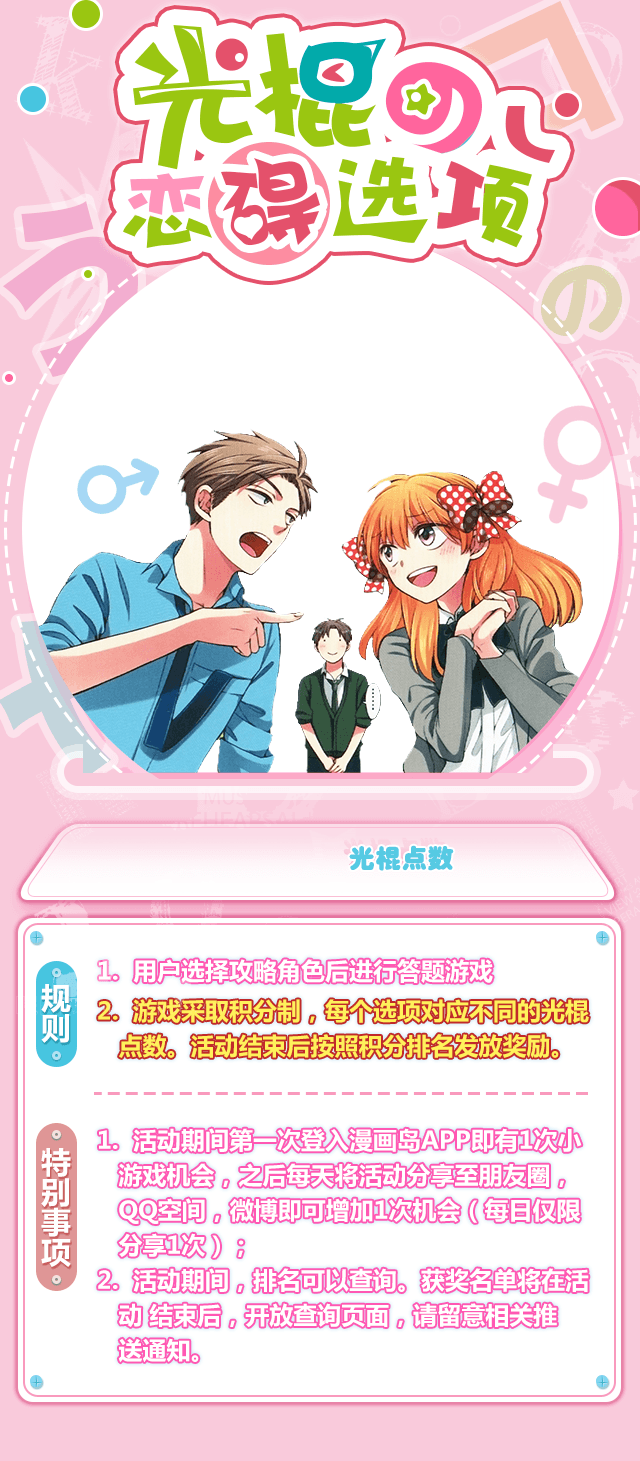 光棍の
恋碍选项
光棍点数
规则
1. 用户选择攻略角色后进行答题游戏
2. 游戏采取积分制，每个选项对应不同的光棍
点数。活动结束后按照积分排名发放奖励。
特别事项
1. 活动期间第一次登入漫画岛APP即有1次小
游戏机会，之后每天将活动分享至朋友圈，
QQ空间，微博即可增加1次机会（每日仅限
分享1次）；
2. 活动期间，排名可以查询。获奖名单将在活
动 结束后，开放查询页面，请留意相关推
送通知。